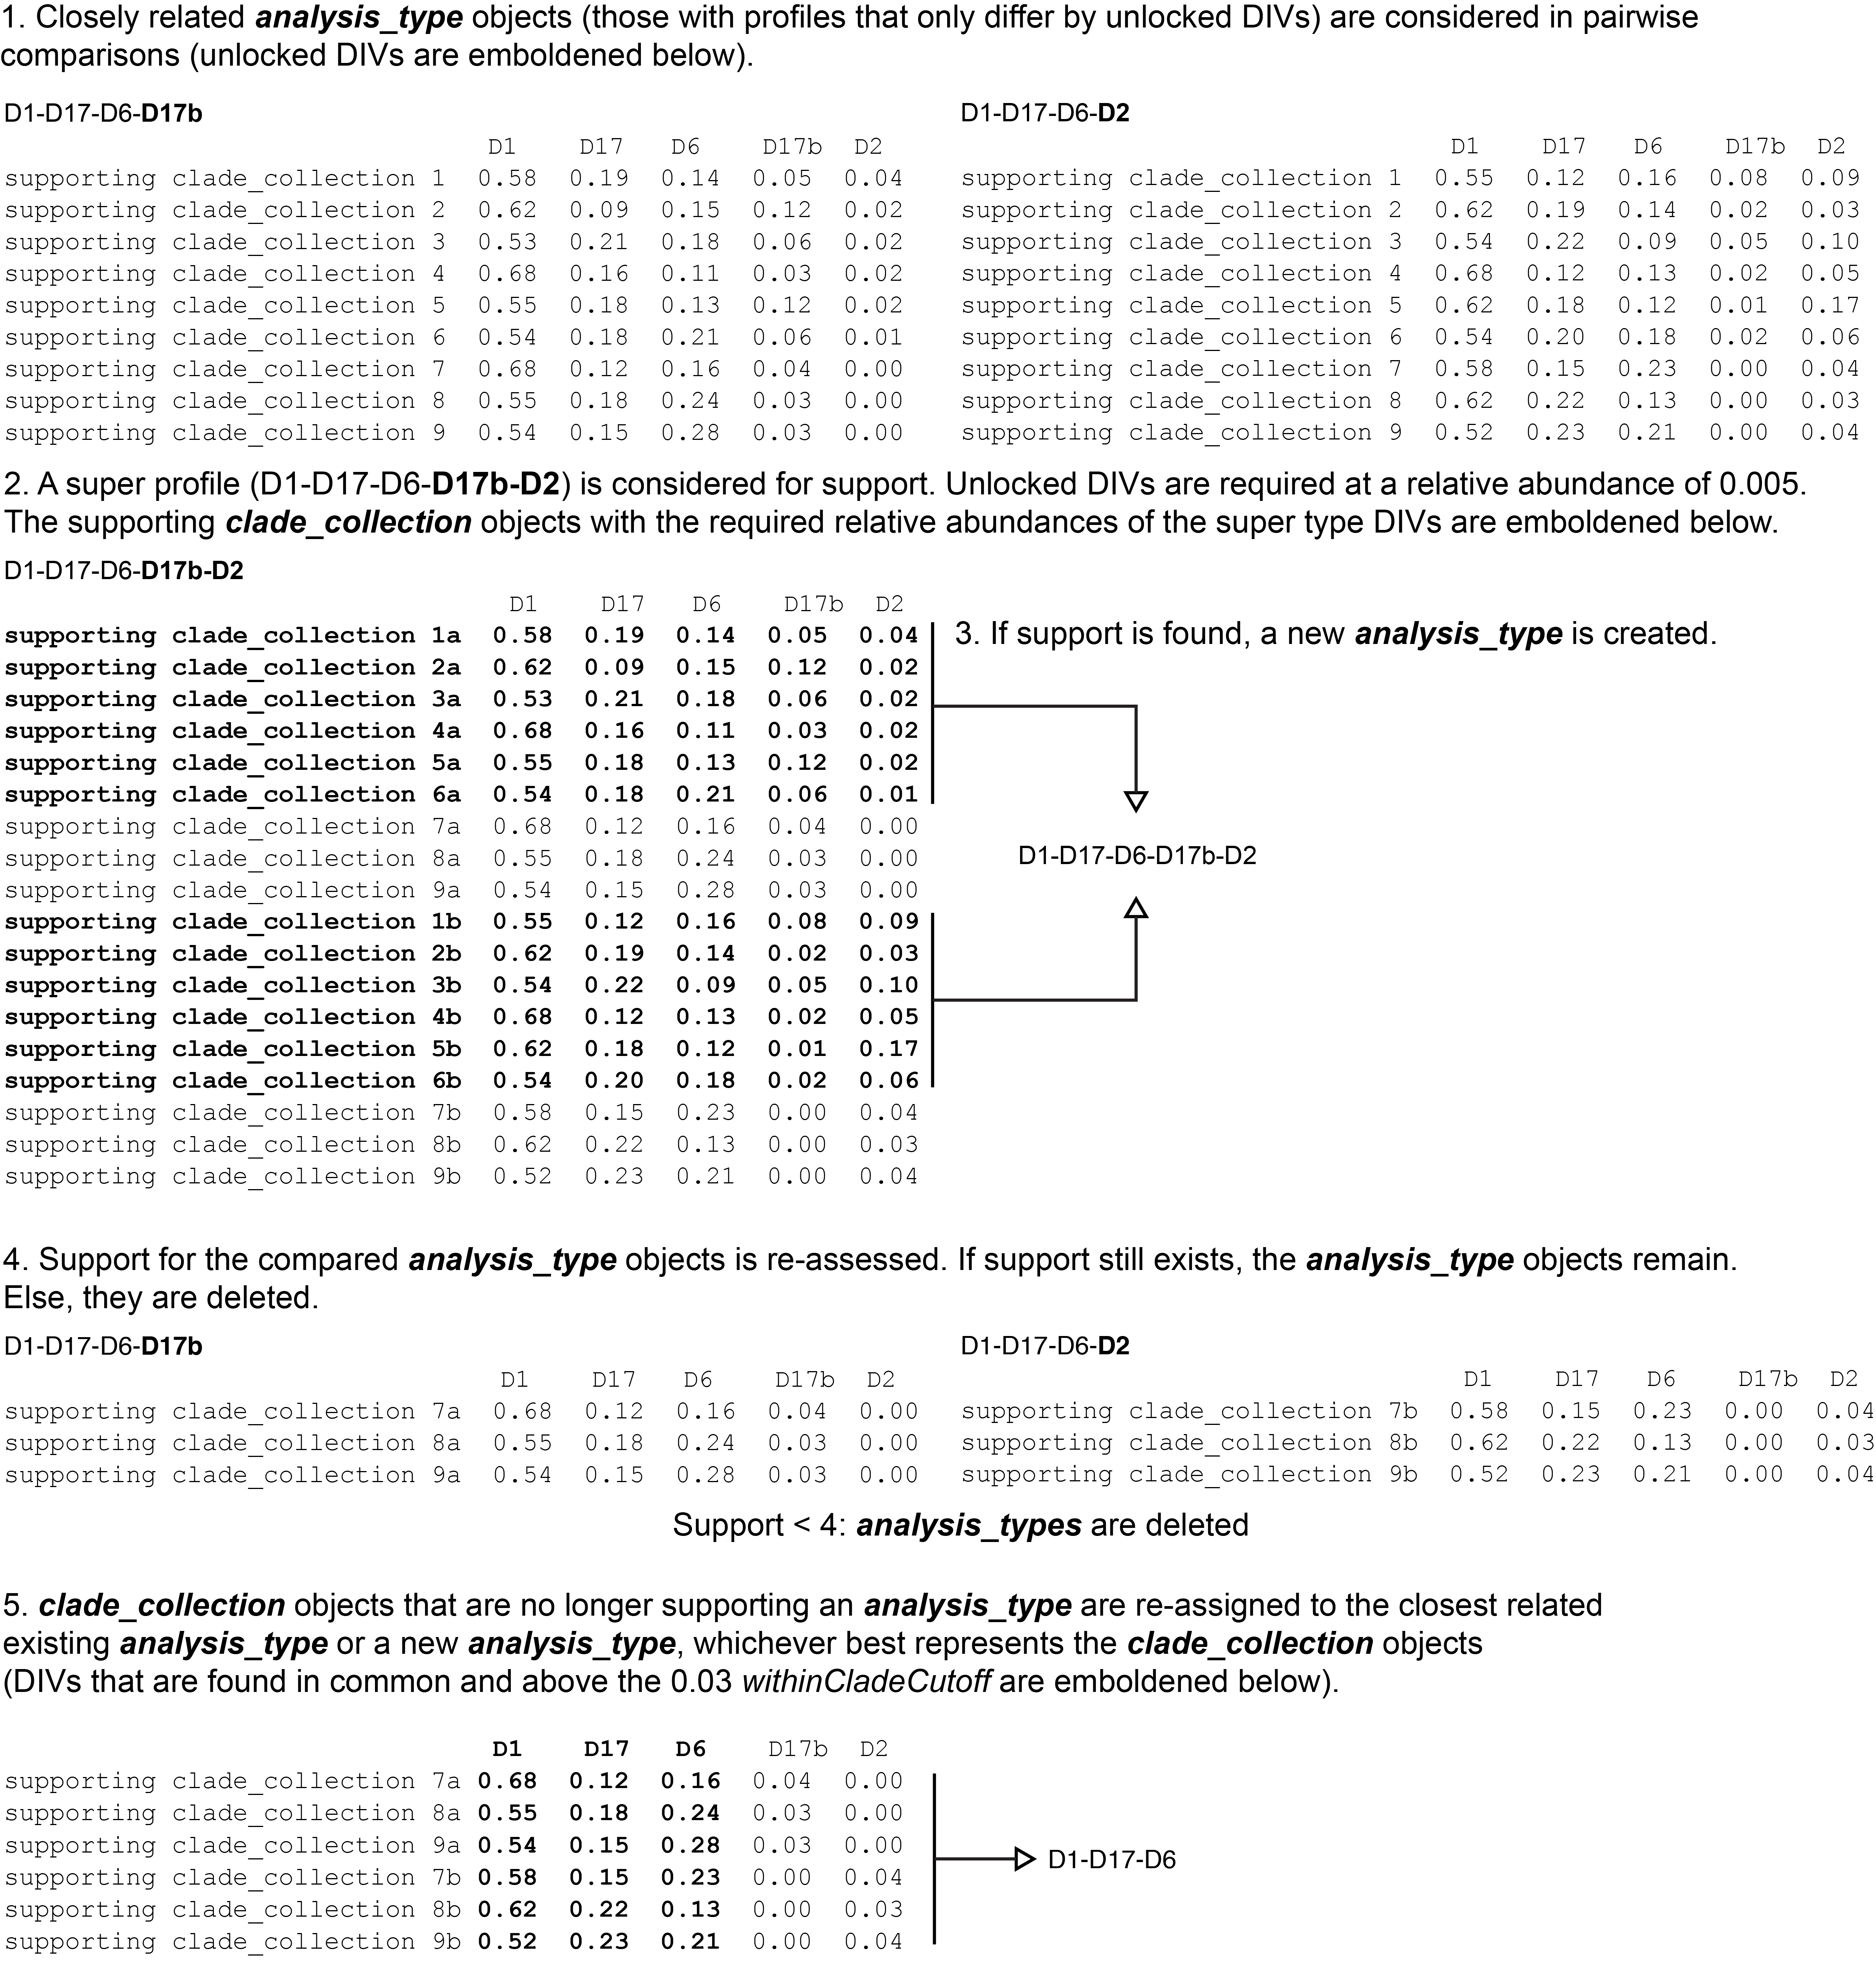 1. Closely related analysis_type objects (those with profiles that only differ by unlocked DIVs) are considered in pairwise
comparisons (unlocked DIVs are emboldened below).
D1-D17-D6-D17b
D1 D17 D6 D17b D2
supporting clade_collection 1 0.58 0.19 0.14 0.05 0.04
supporting clade_collection 2 0.62 0.09 0.15 0.12 0.02
supporting clade_collection 3 0.53 0.21 0.18 0.06 0.02
supporting clade_collection 4 0.68 0.16 0.11 0.03 0.02
supporting clade_collection 5 0.55 0.18 0.13 0.12 0.02
supporting clade_collection 6 0.54 0.18 0.21 0.06 0.01
supporting clade_collection 7 0.68 0.12 0.16 0.04 0.00
supporting clade_collection 8 0.55 0.18 0.24 0.03 0.00
supporting clade_collection 9 0.54 0.15 0.28 0.03 0.00
D1-D17-D6-D2
D1 D17 D6 D17b D2
supporting clade_collection 1 0.55 0.12 0.16 0.08 0.09
supporting clade_collection 2 0.62 0.19 0.14 0.02 0.03
supporting clade_collection 3 0.54 0.22 0.09 0.05 0.10
supporting clade_collection 4 0.68 0.12 0.13 0.02 0.05
supporting clade_collection 5 0.62 0.18 0.12 0.01 0.17
supporting clade_collection 6 0.54 0.20 0.18 0.02 0.06
supporting clade_collection 7 0.58 0.15 0.23 0.00 0.04
supporting clade_collection 8 0.62 0.22 0.13 0.00 0.03
supporting clade_collection 9 0.52 0.23 0.21 0.00 0.04
2. A super profile (D1-D17-D6-D17b-D2) is considered for support. Unlocked DIVs are required at a relative abundance of 0.005.
The supporting clade_collection objects with the required relative abundances of the super type DIVs are emboldened below.
D1-D17-D6-D17b-D2
D1 D17 D6 D17b D2
supporting clade_collection 1a 0.58 0.19 0.14 0.05 0.04
supporting clade_collection 2a 0.62 0.09 0.15 0.12 0.02
supporting clade_collection 3a 0.53 0.21 0.18 0.06 0.02
supporting clade_collection 4a 0.68 0.16 0.11 0.03 0.02
supporting clade_collection 5a 0.55 0.18 0.13 0.12 0.02
supporting clade_collection 6a 0.54 0.18 0.21 0.06 0.01
supporting clade_collection 7a 0.68 0.12 0.16 0.04 0.00
supporting clade_collection 8a 0.55 0.18 0.24 0.03 0.00
supporting clade_collection 9a 0.54 0.15 0.28 0.03 0.00
supporting clade_collection 1b 0.55 0.12 0.16 0.08 0.09
supporting clade_collection 2b 0.62 0.19 0.14 0.02 0.03
supporting clade_collection 3b 0.54 0.22 0.09 0.05 0.10
supporting clade_collection 4b 0.68 0.12 0.13 0.02 0.05
supporting clade_collection 5b 0.62 0.18 0.12 0.01 0.17
supporting clade_collection 6b 0.54 0.20 0.18 0.02 0.06
supporting clade_collection 7b 0.58 0.15 0.23 0.00 0.04
supporting clade_collection 8b 0.62 0.22 0.13 0.00 0.03
supporting clade_collection 9b 0.52 0.23 0.21 0.00 0.04
3. If support is found, a new analysis_type is created.
D1-D17-D6-D17b-D2
4. Support for the compared analysis_type objects is re-assessed. If support still exists, the analysis_type objects remain.
Else, they are deleted.
D1-D17-D6-D17b
D1 D17 D6 D17b D2
supporting clade_collection 7a 0.68 0.12 0.16 0.04 0.00
supporting clade_collection 8a 0.55 0.18 0.24 0.03 0.00
supporting clade_collection 9a 0.54 0.15 0.28 0.03 0.00
D1-D17-D6-D2
D1 D17 D6 D17b D2
supporting clade_collection 7b 0.58 0.15 0.23 0.00 0.04
supporting clade_collection 8b 0.62 0.22 0.13 0.00 0.03
supporting clade_collection 9b 0.52 0.23 0.21 0.00 0.04
Support < 4: analysis_types are deleted
5. clade_collection objects that are no longer supporting an analysis_type are re-assigned to the closest related
existing analysis_type or a new analysis_type, whichever best represents the clade_collection objects
(DIVs that are found in common and above the 0.03 withinCladeCutoff are emboldened below).
D1 D17 D6 D17b D2
supporting clade_collection 7a 0.68 0.12 0.16 0.04 0.00
supporting clade_collection 8a 0.55 0.18 0.24 0.03 0.00
supporting clade_collection 9a 0.54 0.15 0.28 0.03 0.00
supporting clade_collection 7b 0.58 0.15 0.23 0.00 0.04
supporting clade_collection 8b 0.62 0.22 0.13 0.00 0.03
supporting clade_collection 9b 0.52 0.23 0.21 0.00 0.04
D1-D17-D6